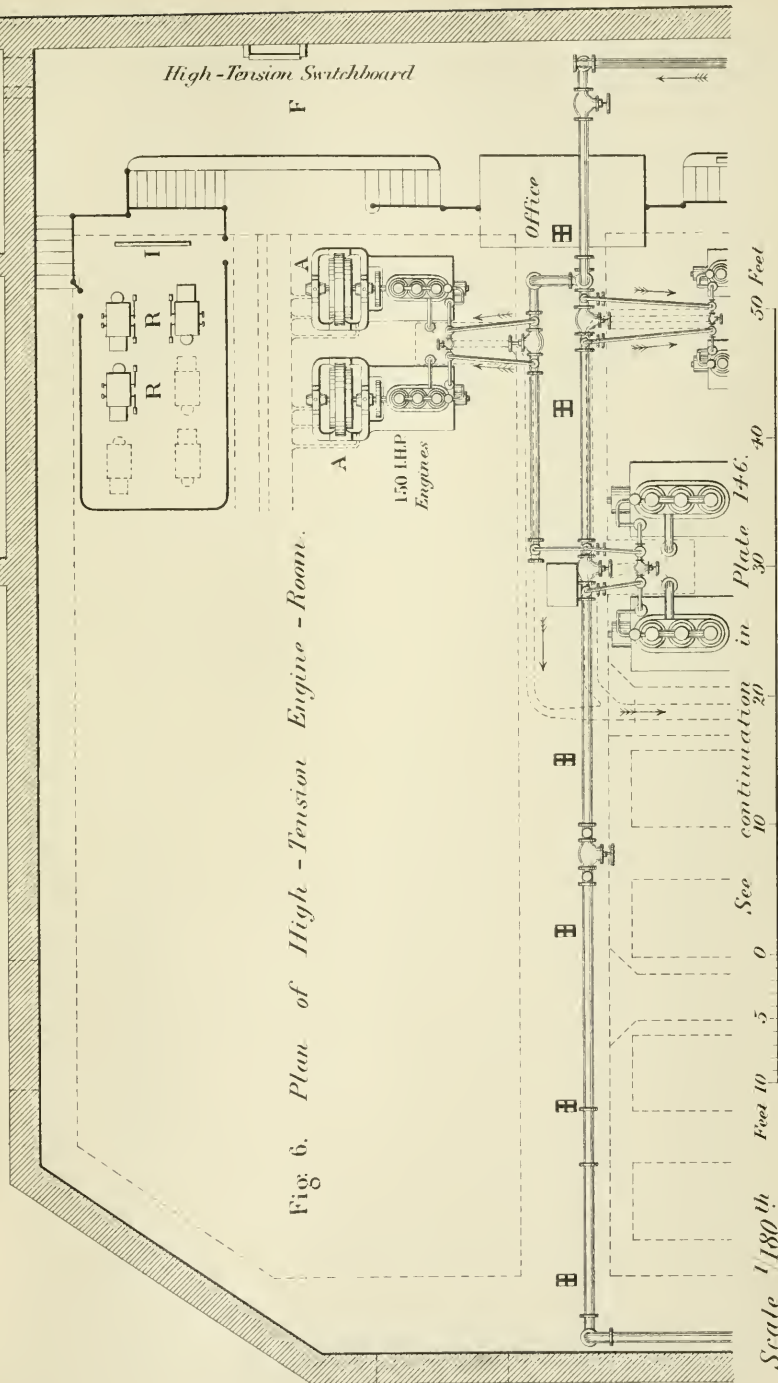 High-Tension Switchboard
F
Office
I
R
R
A
A
150 I.H.P.
Engines
Fig. 6. Plan of High-Tension Engine-Room.
See continuation in Plate 146.
Scale 1/180th
Feet 10 5 0 10 20 30 40 50 Feet